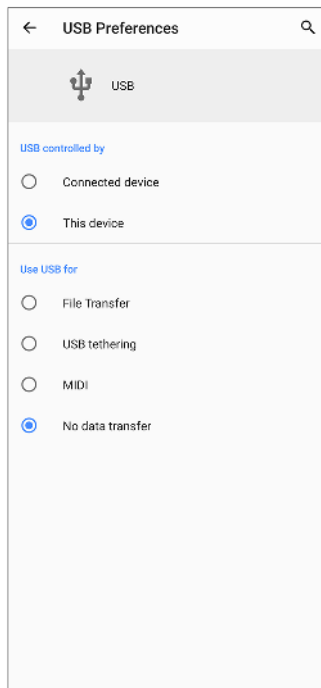 USB Preferences
USB
USB controlled by
Connected device
This device
Use USB for
File Transfer
USB tethering
MIDI
No data transfer